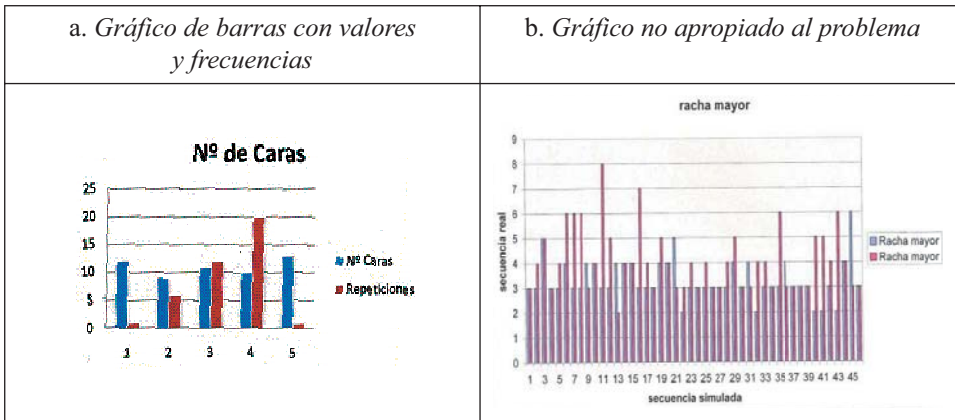 a. Gráfico de barras con valores
y frecuencias
b. Gráfico no apropiado al problema
Nº de Caras
25
20
15
10
5
0
1 2 3 4 5
Nº Caras
Repeticiones
racha mayor
9
8
7
6
5
4
3
2
1
0
secuencia real
1 3 5 7 9 11 13 15 17 19 21 23 25 27 29 31 33 35 37 39 41 43 45
secuencia simulada
Racha mayor
Racha mayor